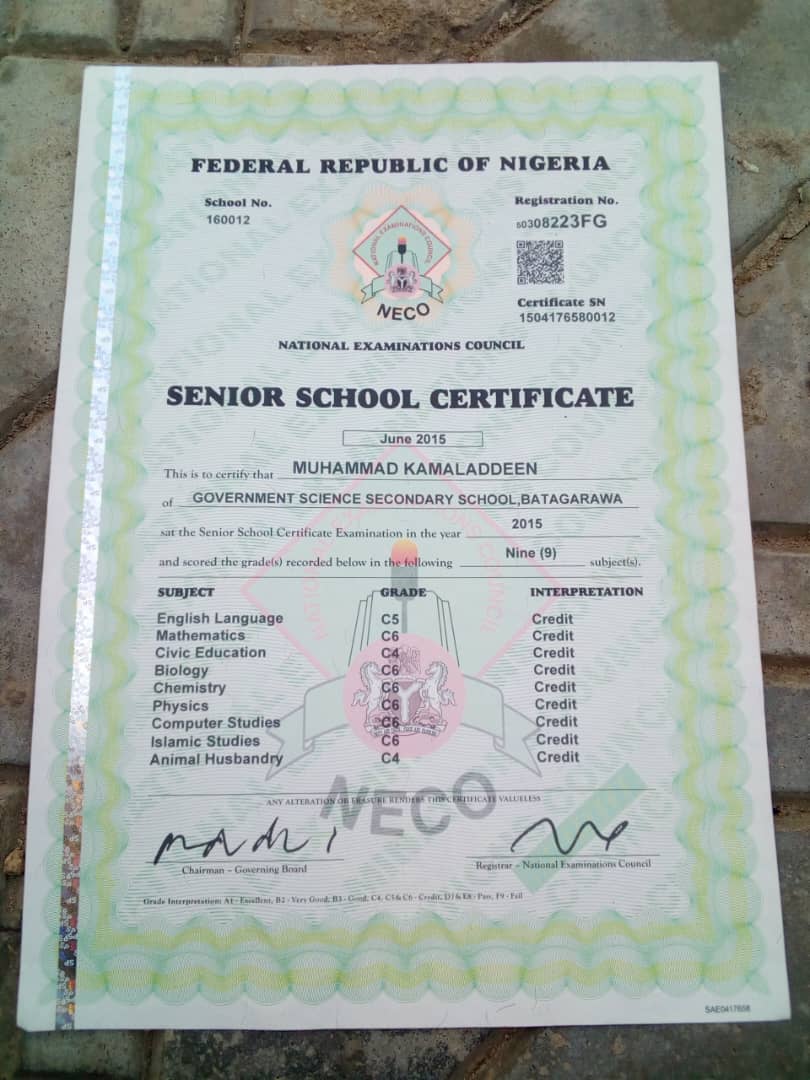 FEDERAL REPUBLIC OF NIGERIA
School No.
160012
Registration No.
50308223FG
NATIONAL EXAMINATIONS COUNCIL
NECO
Certificate SN
1504176580012
NATIONAL EXAMINATIONS COUNCIL
SENIOR SCHOOL CERTIFICATE
June 2015
This is to certify that MUHAMMAD KAMALADDEEN
of GOVERNMENT SCIENCE SECONDARY SCHOOL,BATAGARAWA
sat the Senior School Certificate Examination in the year 2015
and scored the grade(s) recorded below in the following Nine (9) subject(s).
SUBJECT GRADE INTERPRETATION
English Language C5 Credit
Mathematics C6 Credit
Civic Education C4 Credit
Biology C6 Credit
Chemistry C6 Credit
Physics C6 Credit
Computer Studies C6 Credit
Islamic Studies C6 Credit
Animal Husbandry C4 Credit
NECO
ANY ALTERATION OR ERASURE RENDERS THIS CERTIFICATE VALUELESS
Chairman – Governing Board
Registrar – National Examinations Council
Grade Interpretation: A1 - Excellent, B2 - Very Good, B3 - Good, C4, C5 & C6 - Credit, D7 & E8 - Pass, F9 - Fail
SAE0417658